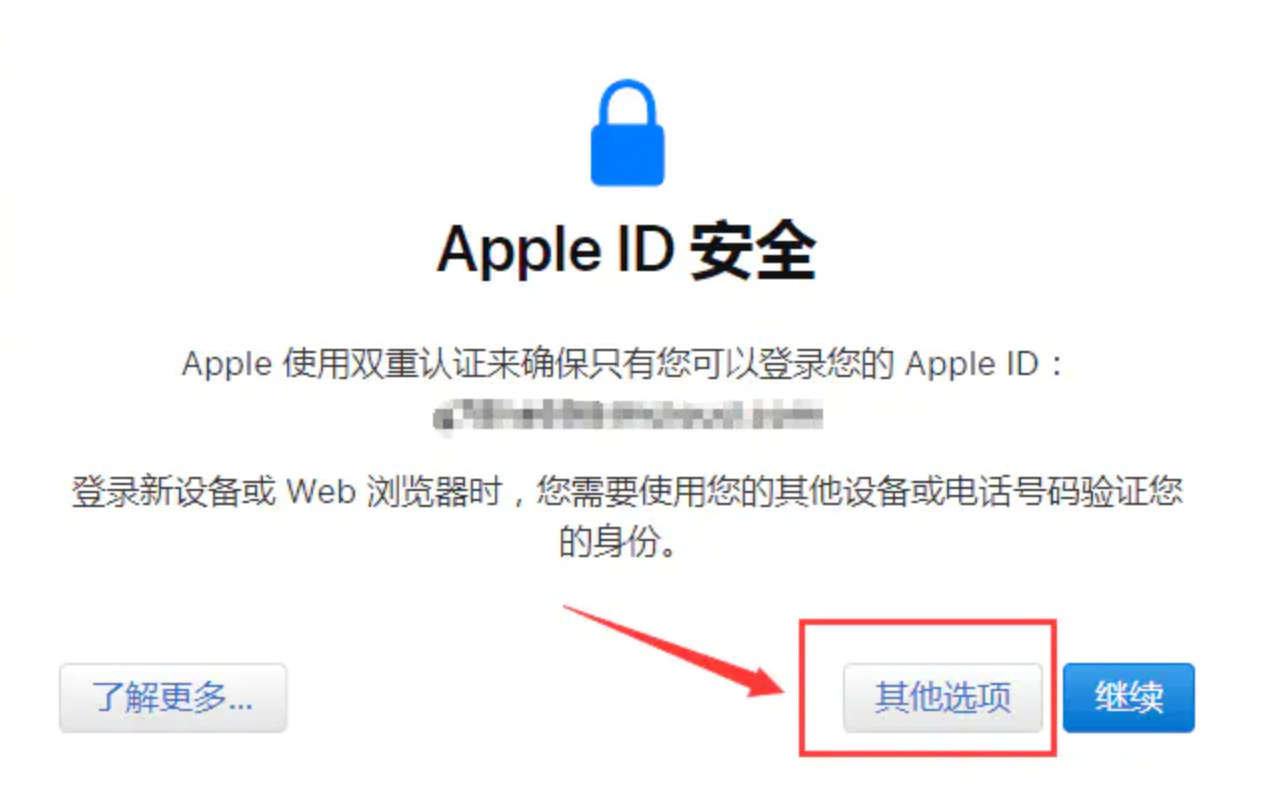 Apple ID 安全
Apple 使用双重认证来确保只有您可以登录您的 Apple ID：
登录新设备或 Web 浏览器时，您需要使用您的其他设备或电话号码验证您
的身份。
了解更多...
其他选项
继续